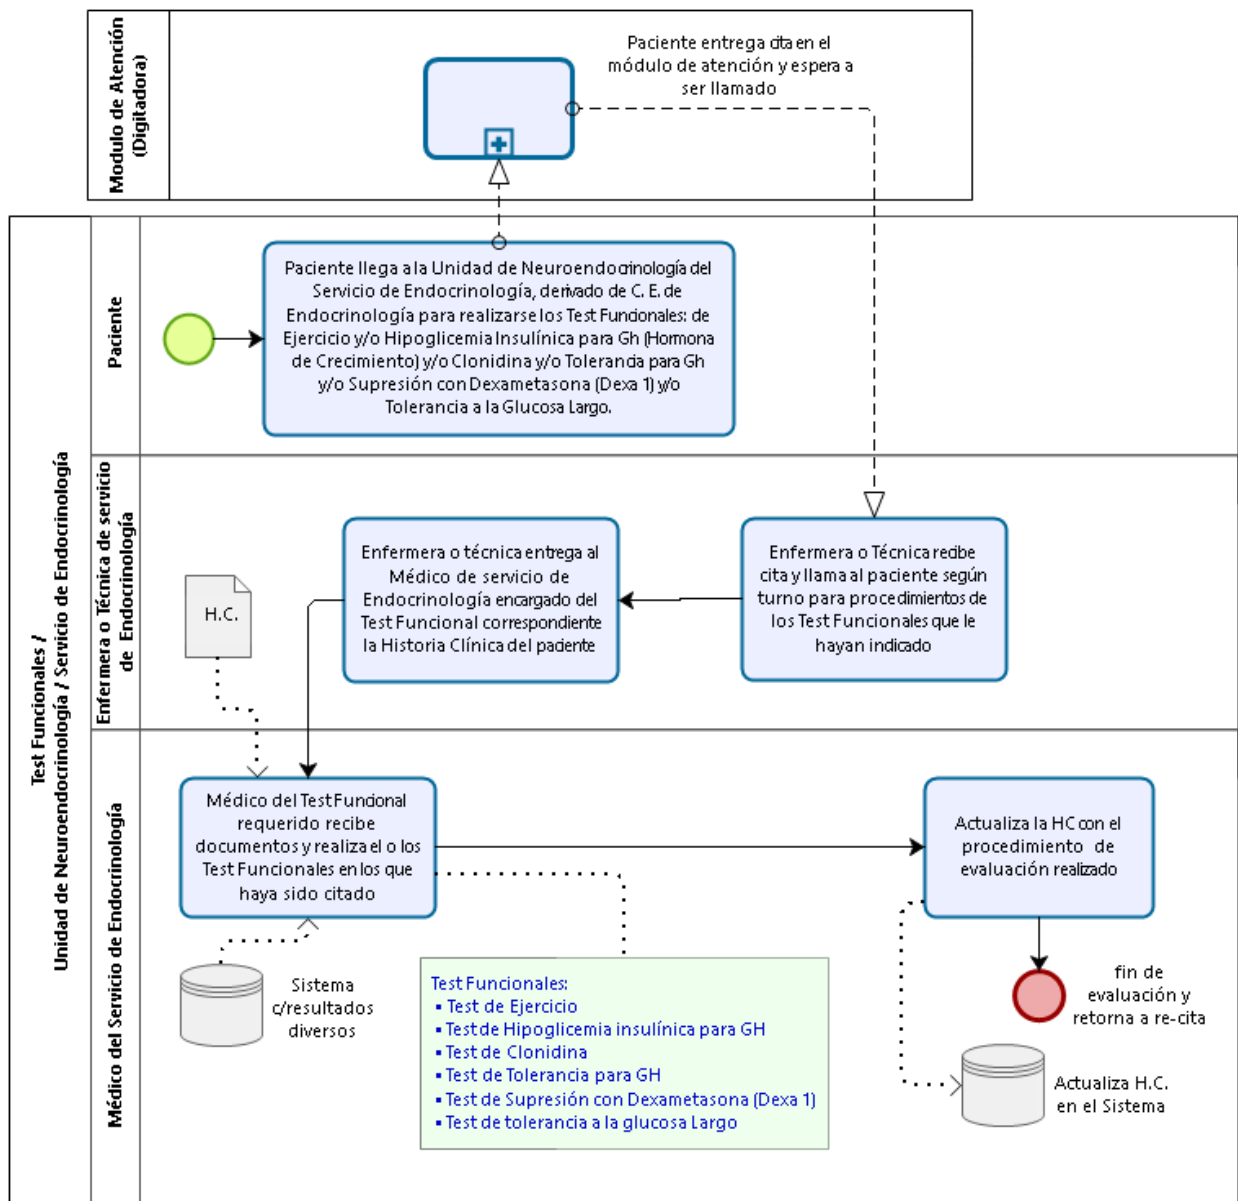 Modulo de Atención
(Digitadora)
Paciente entrega cita en el
módulo de atención y espera a
ser llamado
Test Funcionales /
Unidad de Neuroendocrinología / Servicio de Endocrinología
Paciente
Paciente llega a la Unidad de Neuroendocrinología del
Servicio de Endocrinología, derivado de C. E. de
Endocrinología para realizarse los Test Funcionales: de
Ejercicio y/o Hipoglicemia Insulínica para Gh (Hormona
de Crecimiento) y/o Clonidina y/o Tolerancia para Gh
y/o Supresión con Dexametasona (Dexa 1) y/o
Tolerancia a la Glucosa Largo.
Enfermera o Técnica de servicio
de Endocrinología
H.C.
Enfermera o técnica entrega al
Médico de servicio de
Endocrinología encargado del
Test Funcional correspondiente
la Historia Clínica del paciente
Enfermera o Técnica recibe
cita y llama al paciente según
turno para procedimientos de
los Test Funcionales que le
hayan indicado
Médico del Servicio de Endocrinología
Médico del Test Funcional
requerido recibe
documentos y realiza el o los
Test Funcionales en los que
haya sido citado
Actualiza la HC con el
procedimiento de
evaluación realizado
Sistema
c/resultados
diversos
Test Funcionales:
▪ Test de Ejercicio
▪ Test de Hipoglicemia insulínica para GH
▪ Test de Clonidina
▪ Test de Tolerancia para GH
▪ Test de Supresión con Dexametasona (Dexa 1)
▪ Test de tolerancia a la glucosa Largo
fin de
evaluación y
retorna a re-cita
Actualiza H.C.
en el Sistema